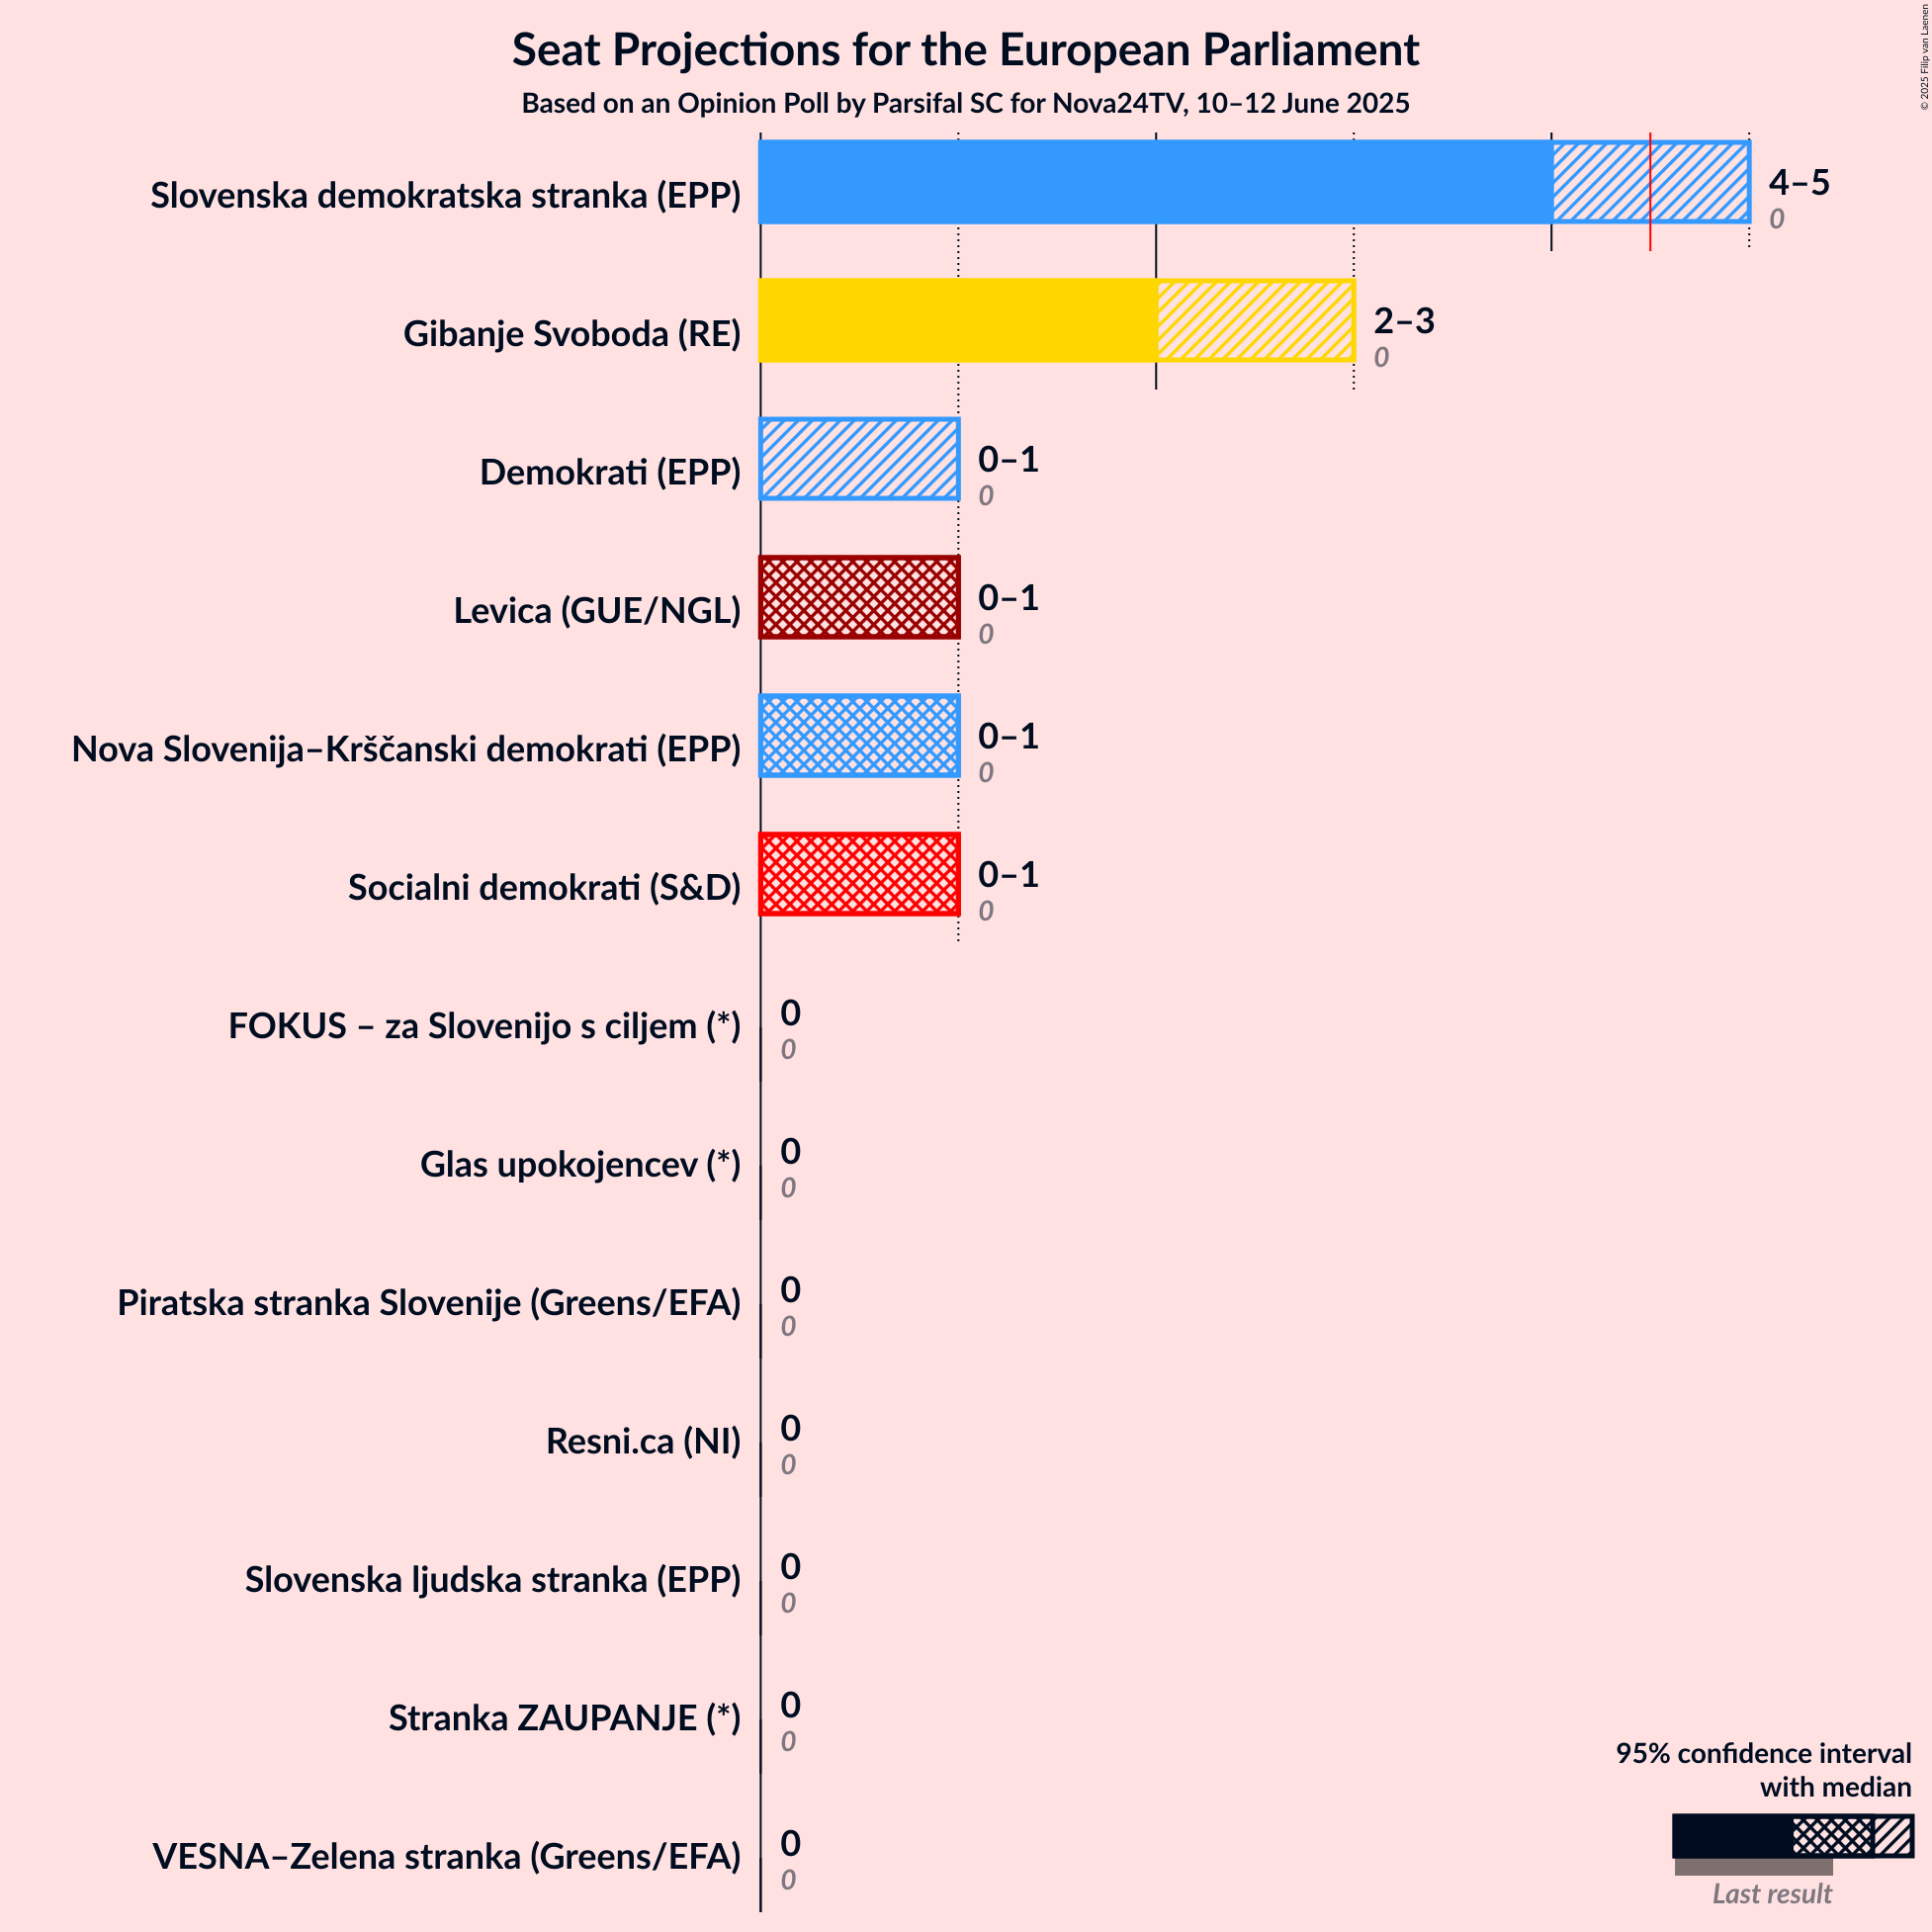 Seat Projections for the European Parliament
Based on an Opinion Poll by Parsifal SC for Nova24TV, 10–12 June 2025
© 2025 Filip van Laenen
Slovenska demokratska stranka (EPP)
4–5
0
Gibanje Svoboda (RE)
2–3
0
Demokrati (EPP)
0–1
0
Levica (GUE/NGL)
0–1
0
Nova Slovenija–Krščanski demokrati (EPP)
0–1
0
Socialni demokrati (S&D)
0–1
0
FOKUS – za Slovenijo s ciljem (*)
0
0
Glas upokojencev (*)
0
0
Piratska stranka Slovenije (Greens/EFA)
0
0
Resni.ca (NI)
0
0
Slovenska ljudska stranka (EPP)
0
0
Stranka ZAUPANJE (*)
0
0
VESNA–Zelena stranka (Greens/EFA)
0
0
95% confidence interval
with median
Last result